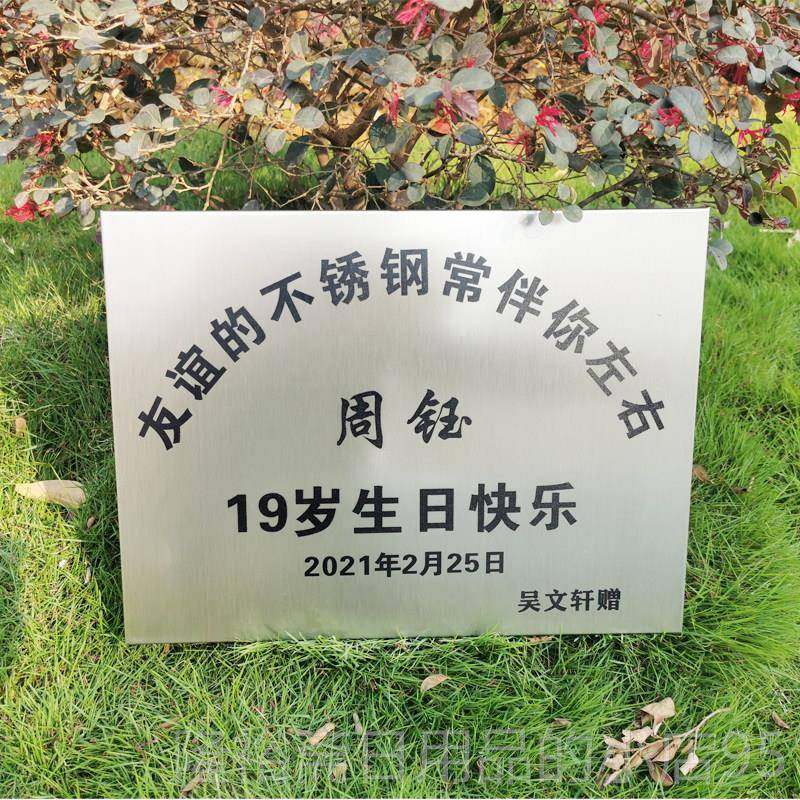 友谊的不锈钢常伴你左右
周钰
19岁生日快乐
2021年2月25日
吴文轩赠